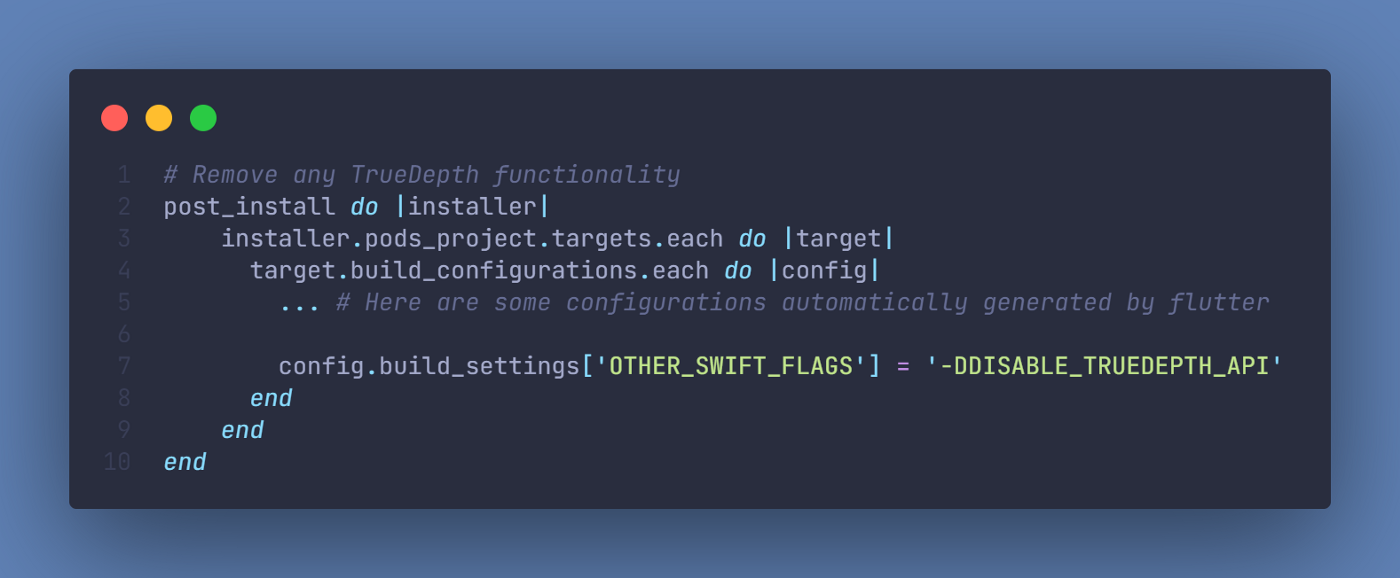 1 # Remove any TrueDepth functionality
2 post_install do |installer|
3     installer.pods_project.targets.each do |target|
4       target.build_configurations.each do |config|
5         ... # Here are some configurations automatically generated by flutter
6
7         config.build_settings['OTHER_SWIFT_FLAGS'] = '-DDISABLE_TRUEDEPTH_API'
8       end
9     end
10 end